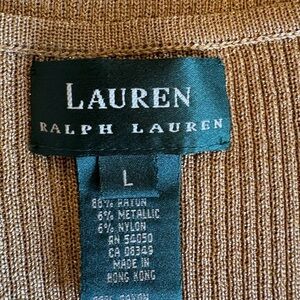 LAUREN
RALPH LAUREN
L
88% RAYON
6% METALLIC
6% NYLON
RN 54050
CA 08349
MADE IN
HONG KONG